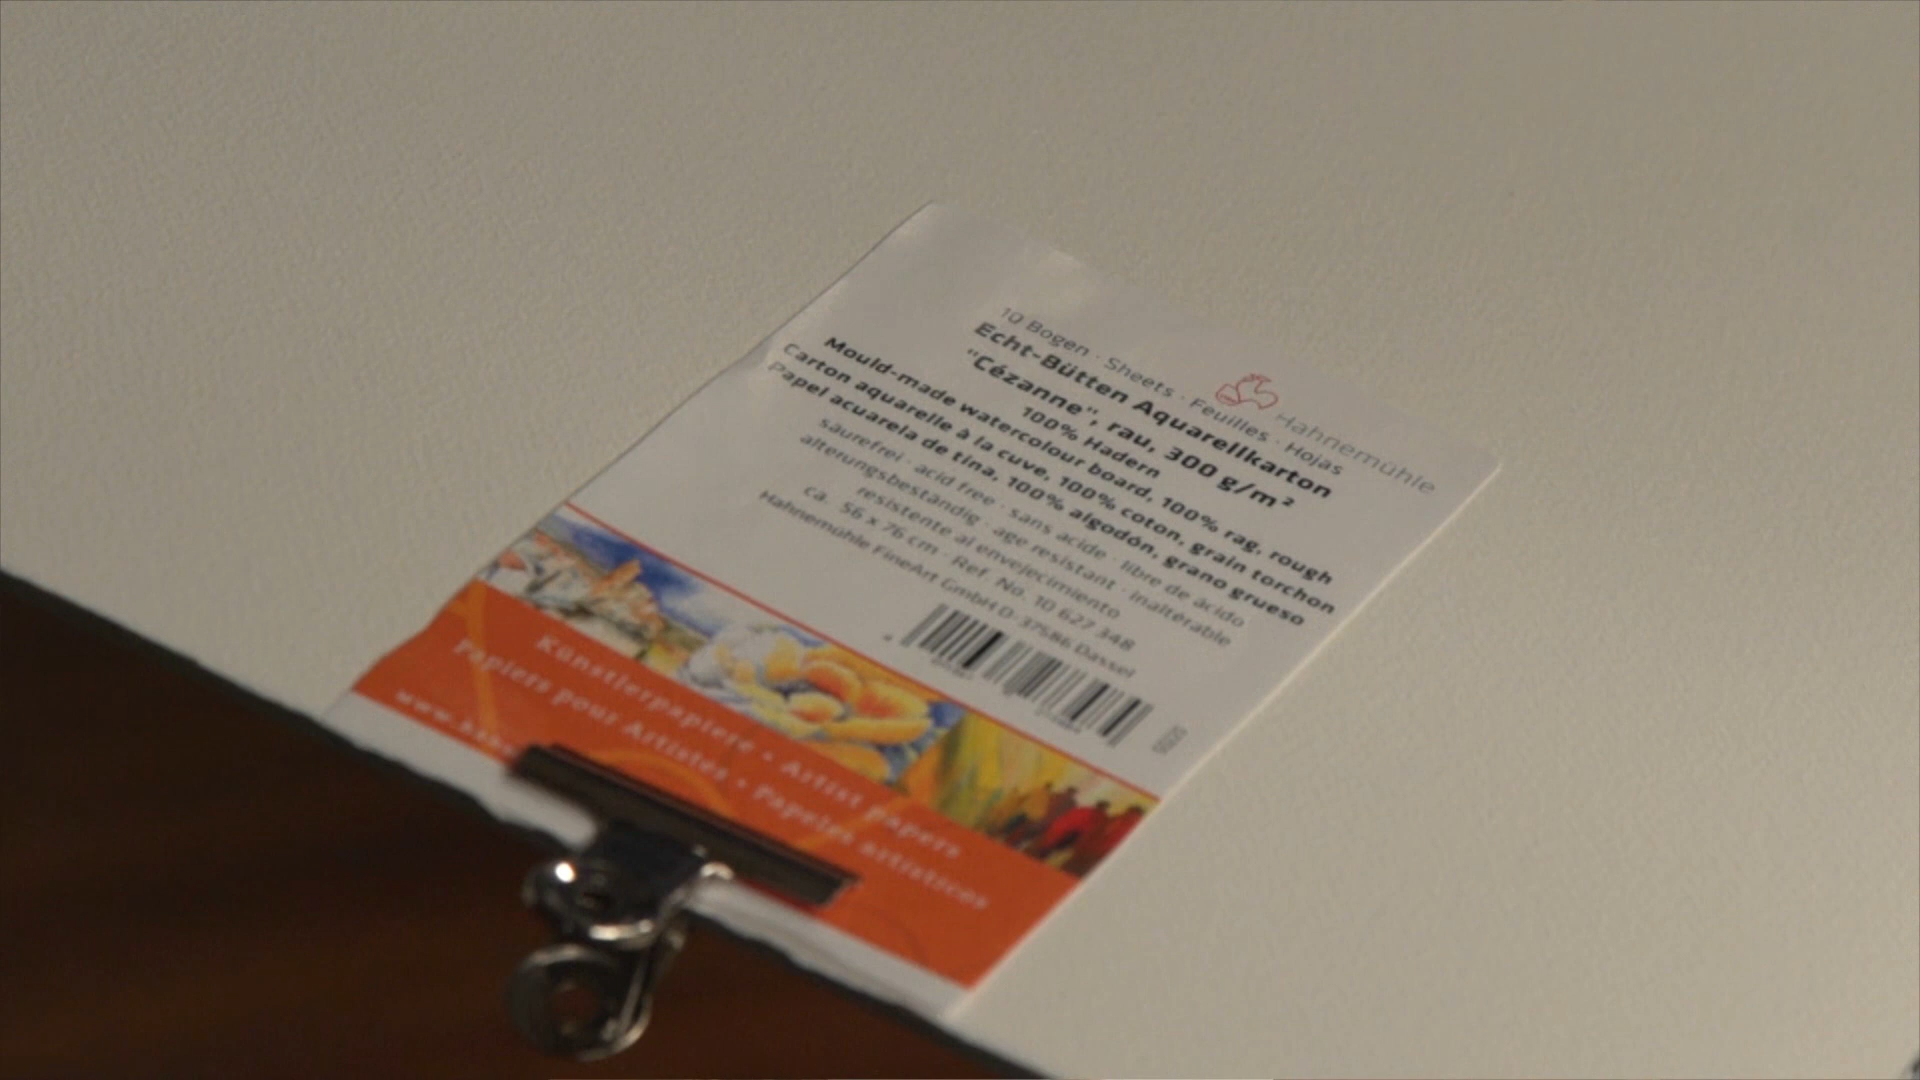 Hahnemühle
10 Bogen · Sheets · Feuilles · Hojas
Echt-Bütten Aquarellkarton
"Cézanne", rau, 300 g/m²
100% Hadern
Mould-made watercolour board, 100% rag, rough
Carton aquarelle à la cuve, 100% coton, grain torchon
Papel acuarela de tina, 100% algodón, grano grueso
säurefrei · acid free · sans acide · libre de ácido
alterungsbeständig · age resistant · inaltérable
resistente al envejecimiento
ca. 56 x 76 cm · Ref. No. 10 627 348
Hahnemühle FineArt GmbH D-37586 Dassel
Künstlerpapiere • Artist papers
Papiers pour Artistes • Papeles artísticos